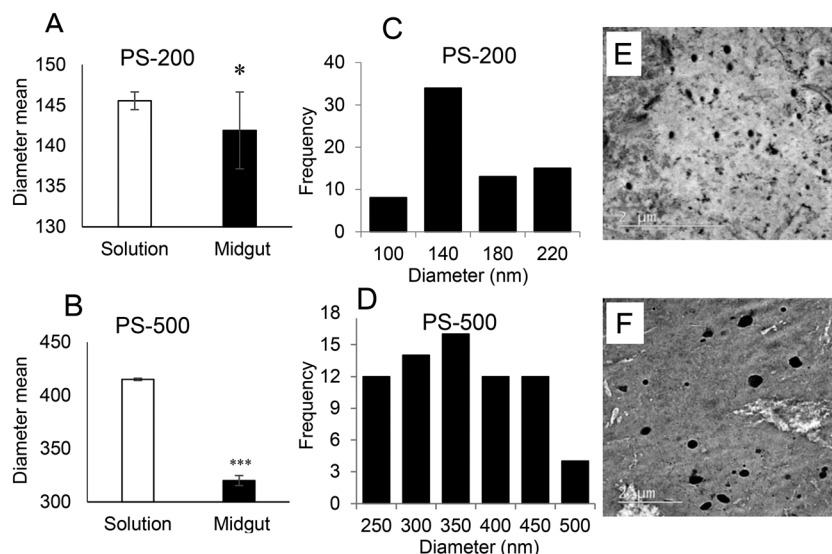 A
PS-200
Diameter mean
150
145
140
135
130
*
Solution
Midgut
C
PS-200
Frequency
40
30
20
10
0
100
140
180
220
Diameter (nm)
E
2 μm
B
PS-500
Diameter mean
450
400
350
300
***
Solution
Midgut
D
PS-500
Frequency
18
15
12
9
6
3
0
250
300
350
400
450
500
Diameter (nm)
F
2 μm